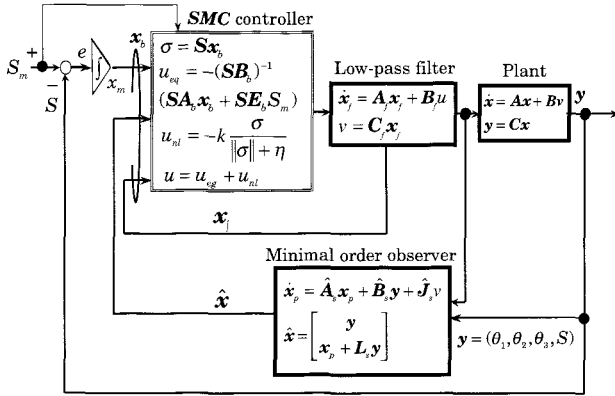 SMC controller
S_m + − S e ∫ x_m x_b
σ = Sx_b
u_eq = −(SB_b)^−1
(SA_b x_b + SE_b S_m)
u_nl = −k σ / (‖σ‖ + η)
u = u_eg + u_nl
Low-pass filter
ẋ_f = A_f x_f + B_f u
v = C_f x_f
Plant
ẋ = Ax + Bv
y = Cx
y
x_f
Minimal order observer
ẋ_p = Â_s x_p + B̂_s y + Ĵ_s v
x̂ = [y; x_p + L_s y]
x̂
y = (θ_1, θ_2, θ_3, S)